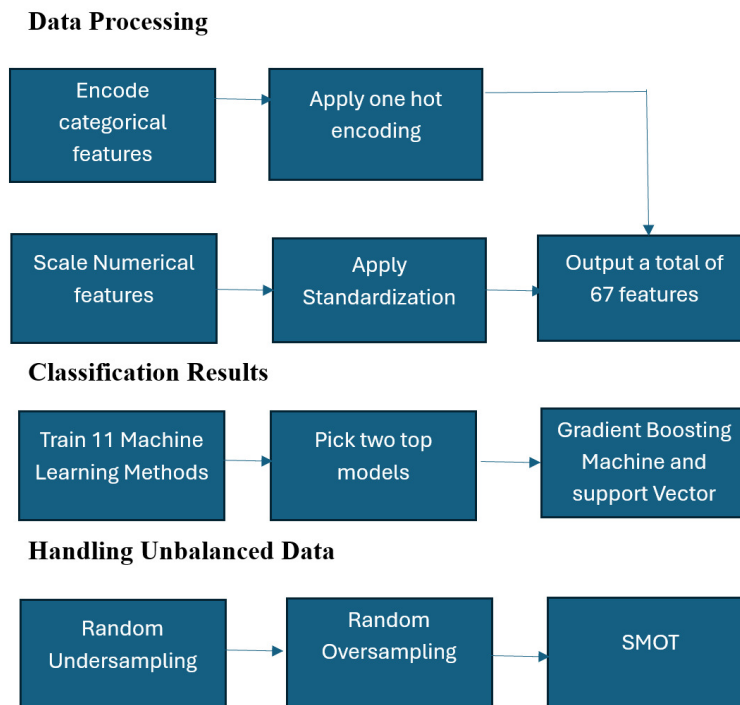 Data Processing
Encode
categorical
features
Apply one hot
encoding
Scale Numerical
features
Apply
Standardization
Output a total of
67 features
Classification Results
Train 11 Machine
Learning Methods
Pick two top
models
Gradient Boosting
Machine and
support Vector
Handling Unbalanced Data
Random
Undersampling
Random
Oversampling
SMOT